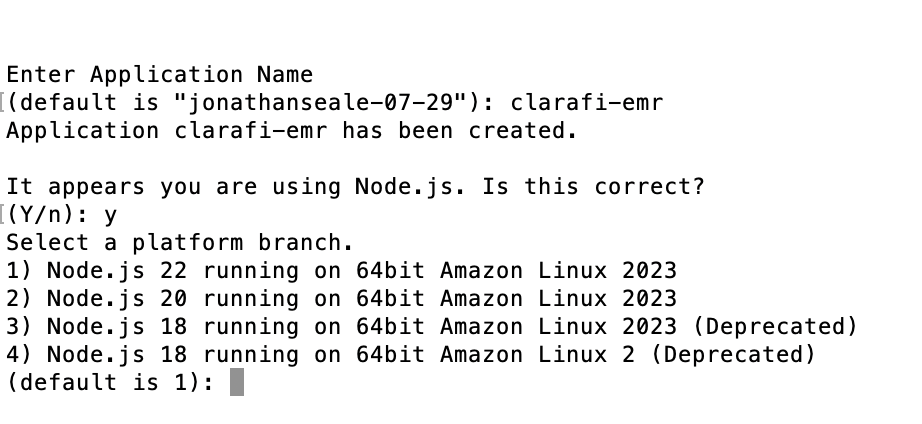 Enter Application Name
(default is "jonathanseale-07-29"): clarafi-emr
Application clarafi-emr has been created.
It appears you are using Node.js. Is this correct?
(Y/n): y
Select a platform branch.
1) Node.js 22 running on 64bit Amazon Linux 2023
2) Node.js 20 running on 64bit Amazon Linux 2023
3) Node.js 18 running on 64bit Amazon Linux 2023 (Deprecated)
4) Node.js 18 running on 64bit Amazon Linux 2 (Deprecated)
(default is 1):